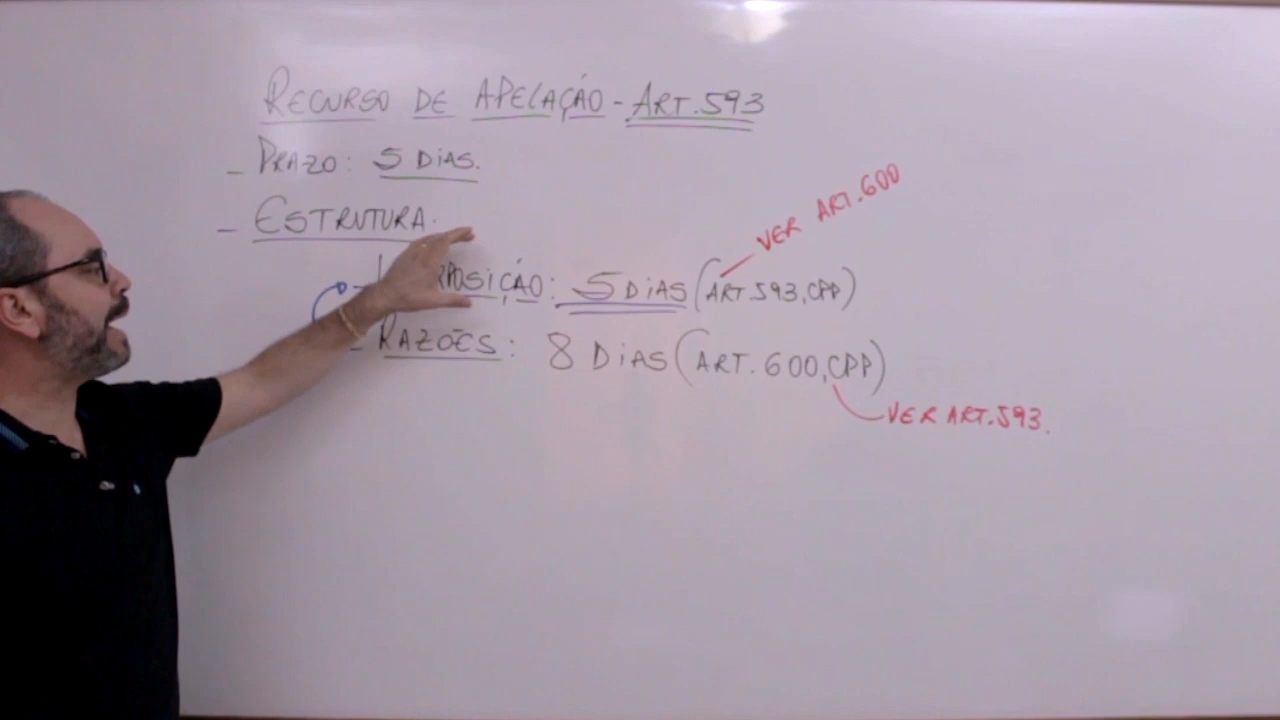 RECURSO DE APELAÇÃO - ART. 593
- PRAZO: 5 DIAS.
- ESTRUTURA.
VER ART. 600
5 DIAS (ART. 593, CPP)
- RAZÕES: 8 DIAS (ART. 600, CPP)
VER ART. 593.